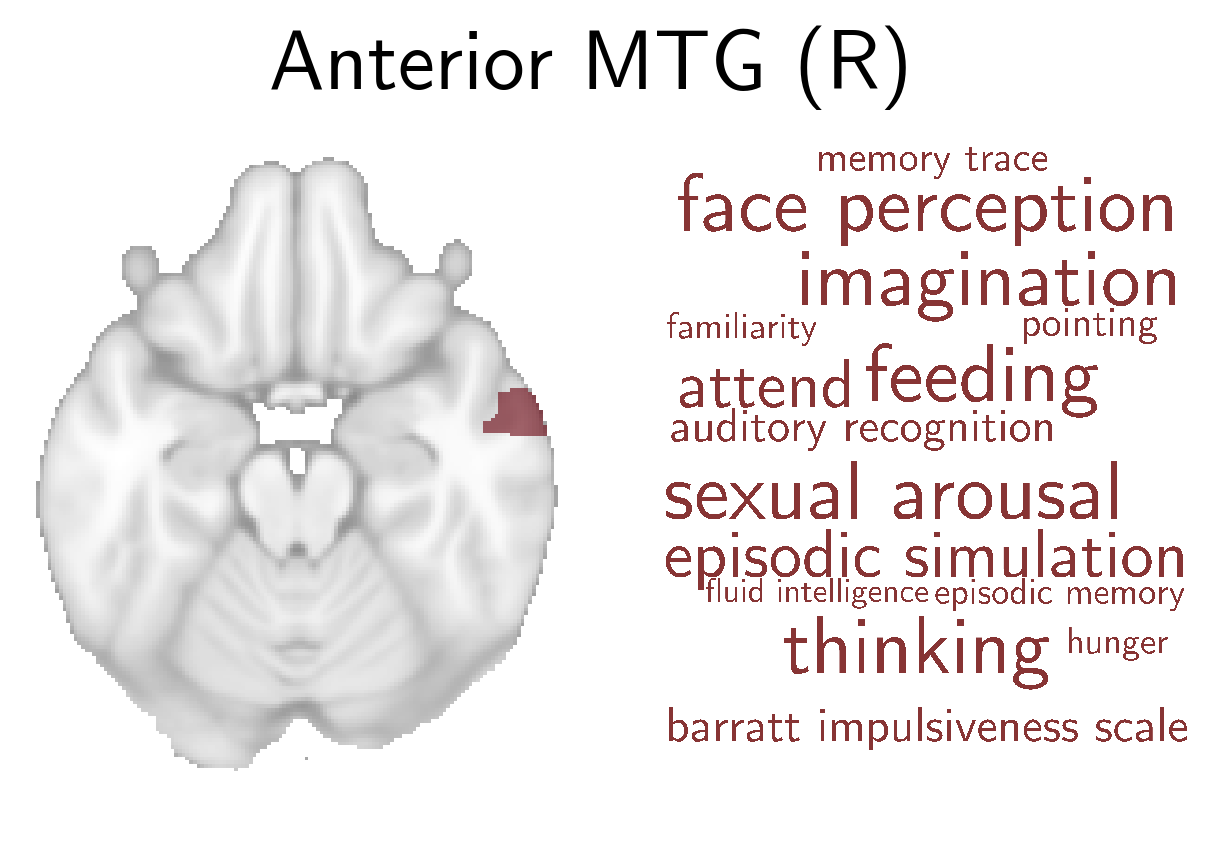 Anterior MTG (R)
memory trace
face perception
imagination
familiarity pointing
attend feeding
auditory recognition
sexual arousal
episodic simulation
fluid intelligence episodic memory
thinking hunger
barratt impulsiveness scale